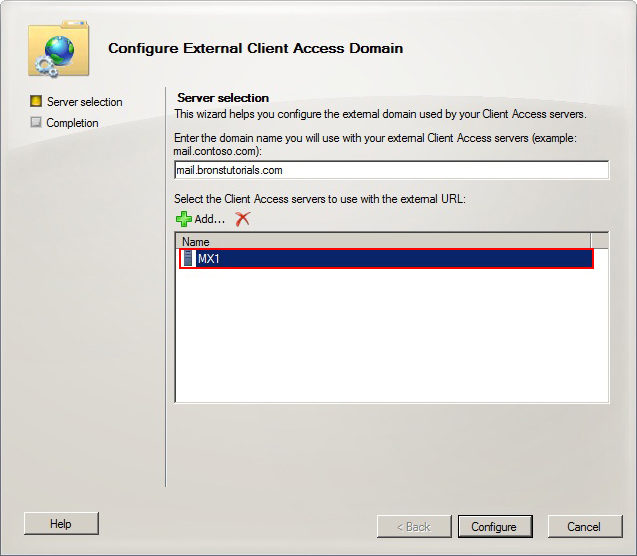 Configure External Client Access Domain
Server selection
Completion
Server selection
This wizard helps you configure the external domain used by your Client Access servers.
Enter the domain name you will use with your external Client Access servers (example:
mail.contoso.com):
mail.bronstutorials.com
Select the Client Access servers to use with the external URL:
Add...
Name
MX1
Help
< Back
Configure
Cancel